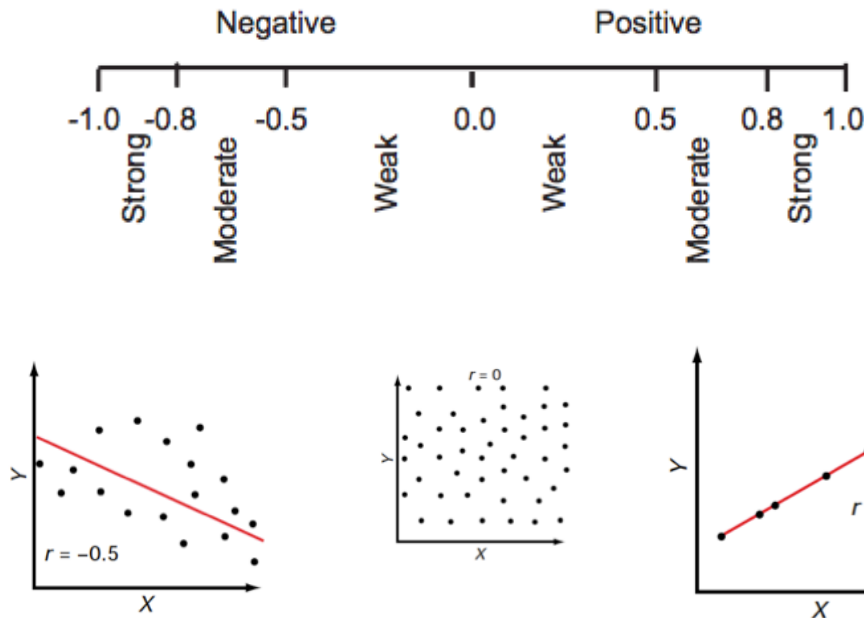 Negative Positive
-1.0 -0.8 -0.5 0.0 0.5 0.8 1.0
Strong Moderate Weak Weak Moderate Strong
Y
r = −0.5
X
r = 0
Y
X
Y
r
X